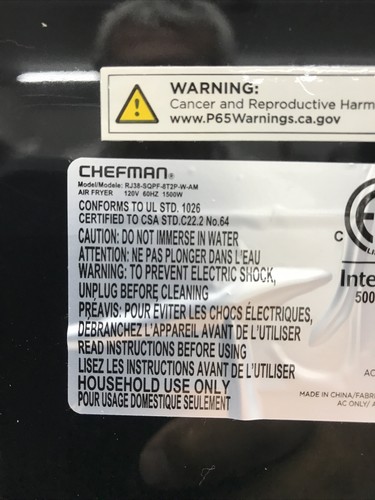 WARNING:
Cancer and Reproductive Harm
www.P65Warnings.ca.gov
CHEFMAN®
Model/Modele: RJ38-SQPF-8T2P-W-AM
AIR FRYER 120V 60HZ 1500W
CONFORMS TO UL STD. 1026
CERTIFIED TO CSA STD.C22.2 No.64
CAUTION: DO NOT IMMERSE IN WATER
ATTENTION: NE PAS PLONGER DANS L'EAU
WARNING: TO PREVENT ELECTRIC SHOCK,
UNPLUG BEFORE CLEANING
PRÉAVIS: POUR ÉVITER LES CHOCS ÉLECTRIQUES,
DÉBRANCHEZ L'APPAREIL AVANT DE L'UTILISER
READ INSTRUCTIONS BEFORE USING
LISEZ LES INSTRUCTIONS AVANT DE L'UTILISER
HOUSEHOLD USE ONLY
POUR USAGE DOMESTIQUE SEULEMENT
C
Inte
500
AC
MADE IN CHINA/FABRI
AC ONLY/ A